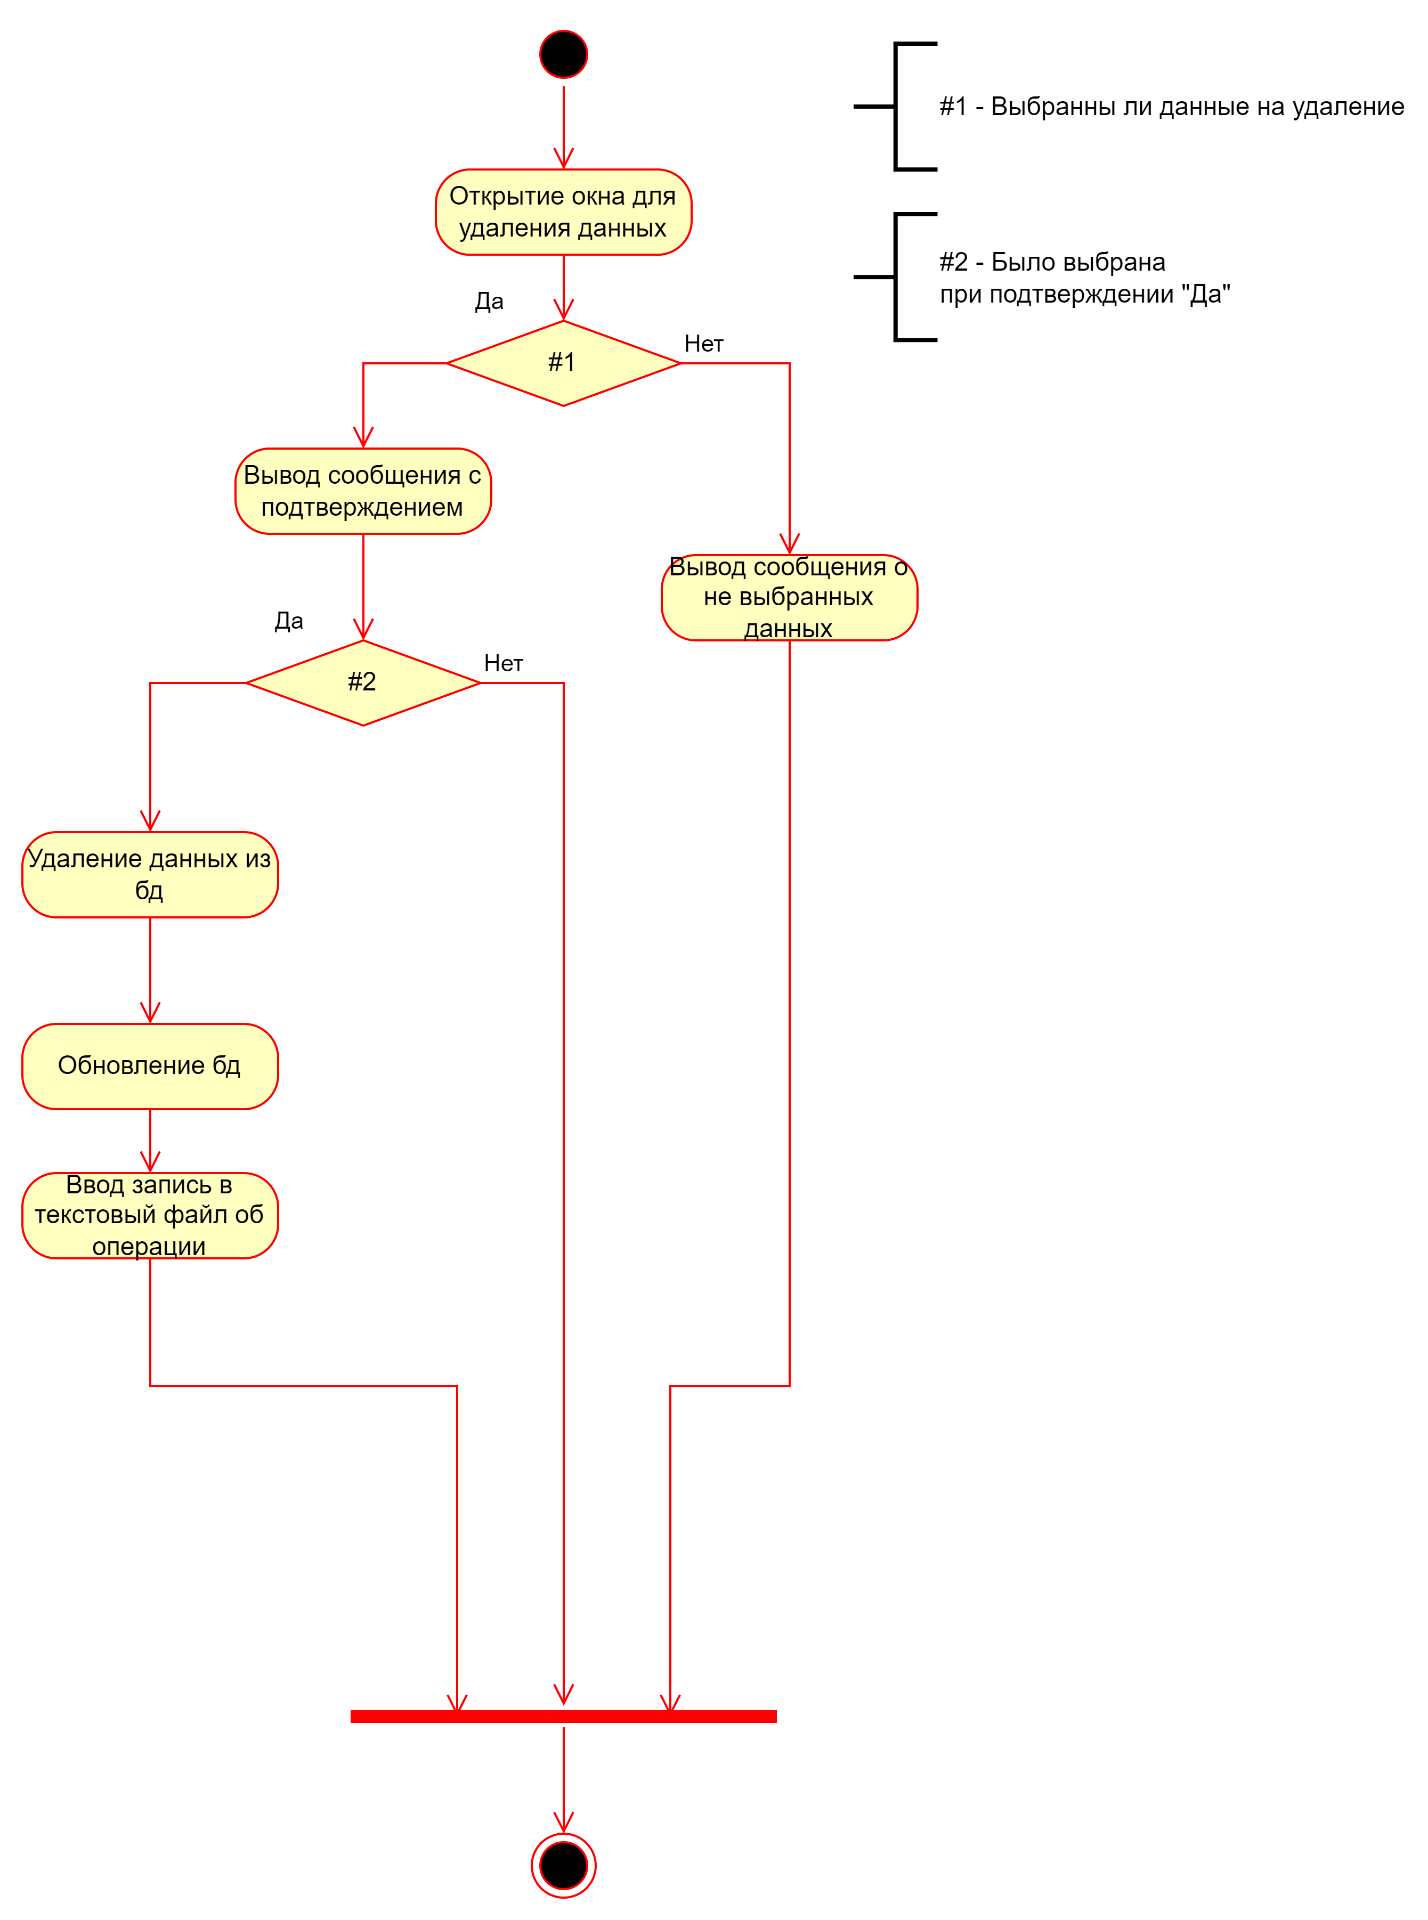 #1 - Выбранны ли данные на удаление
Открытие окна для
удаления данных
#2 - Было выбрана
при подтверждении "Да"
Да
Нет
#1
Вывод сообщения с
подтверждением
Вывод сообщения о
не выбранных
данных
Да
Нет
#2
Удаление данных из
бд
Обновление бд
Ввод запись в
текстовый файл об
операции